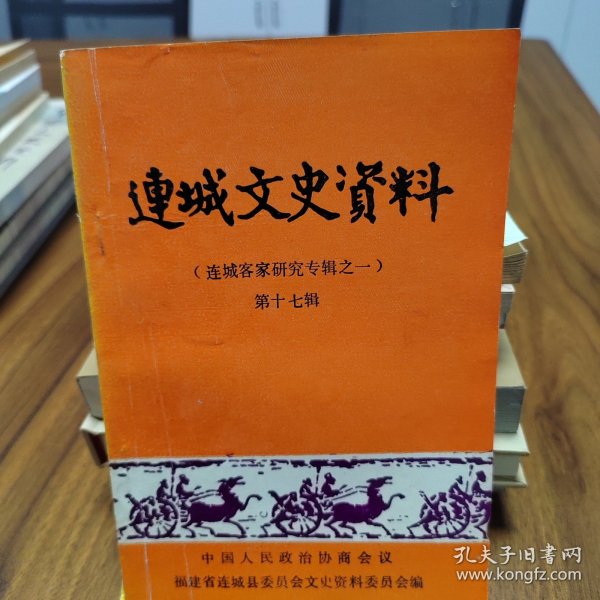 連城文史資料
（连城客家研究专辑之一）
第十七辑
中国人民政治协商会议
福建省连城县委员会文史资料委员会编
孔夫子旧书网
www.kongfz.com